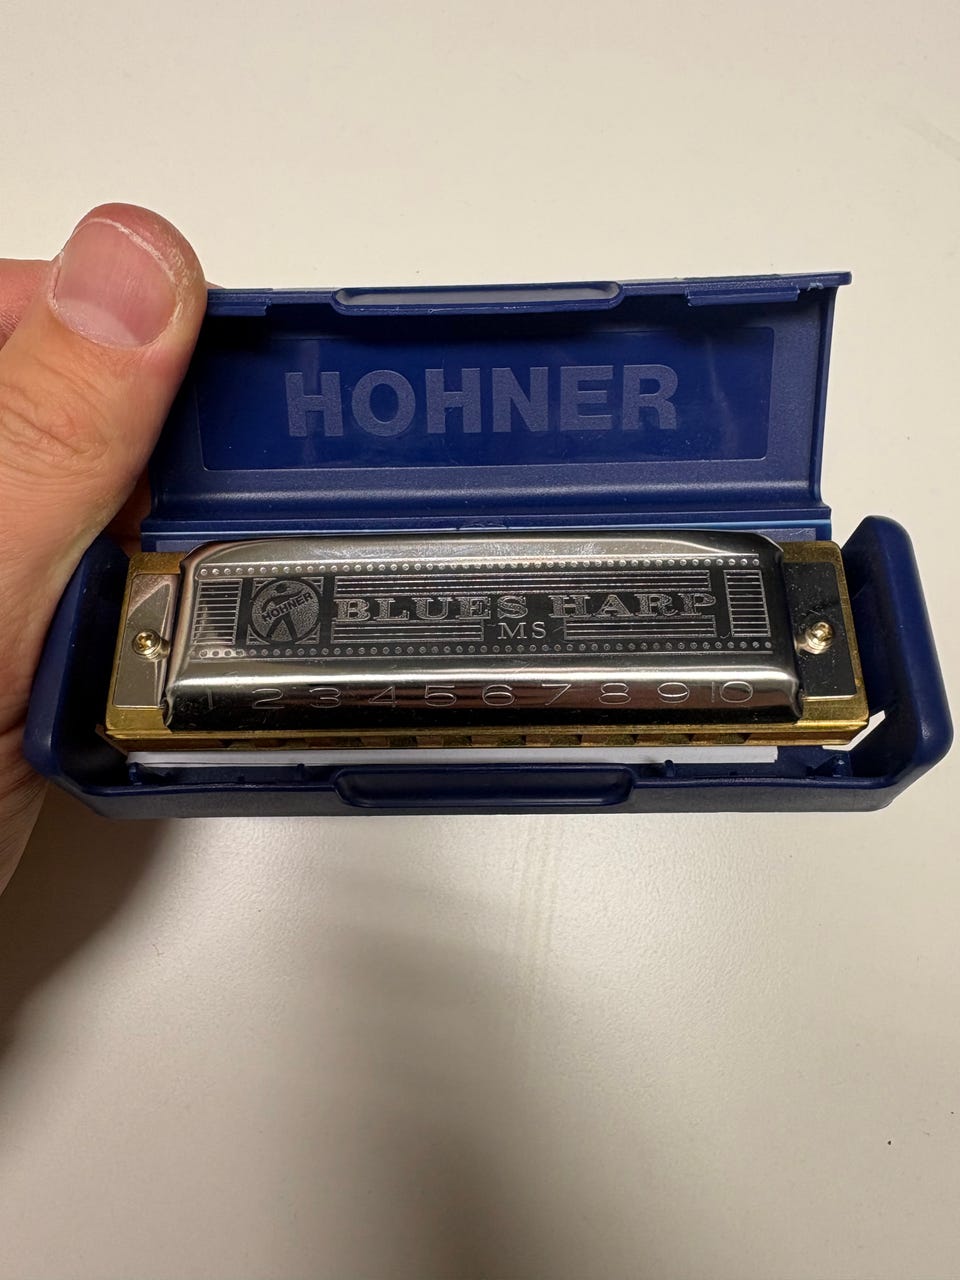 HOHNER
HOHNER
BLUES HARP
MS
1 2 3 4 5 6 7 8 9 10